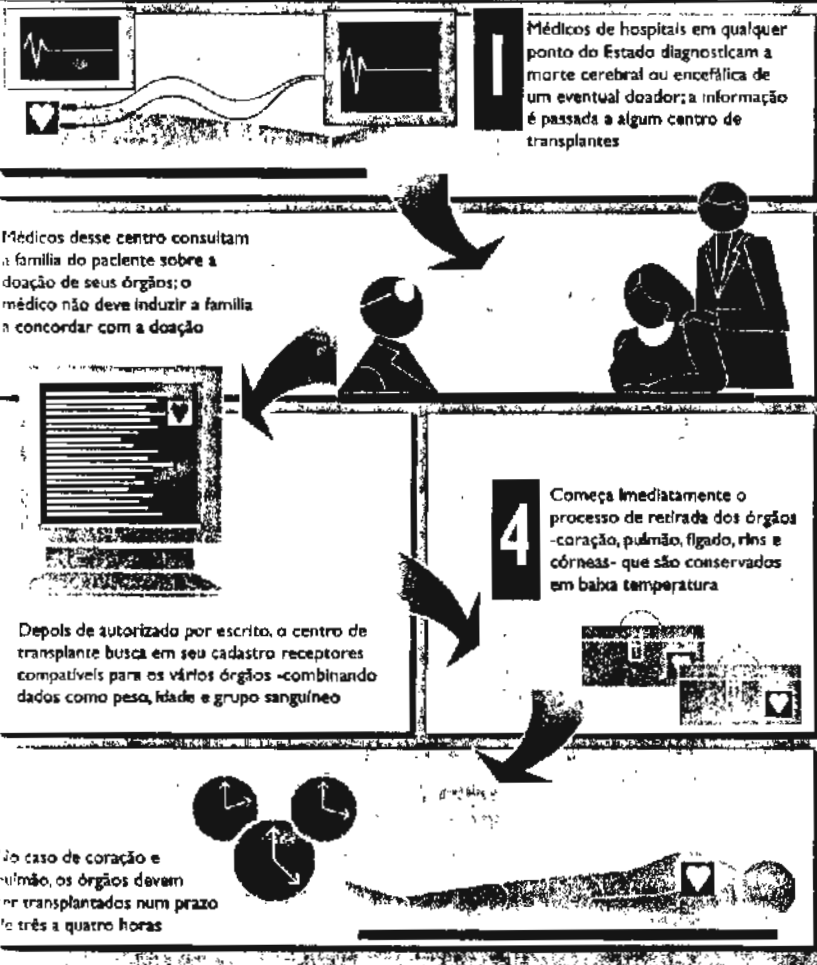 1
Médicos de hospitais em qualquer
ponto do Estado diagnosticam a
morte cerebral ou encefálica de
um eventual doador; a informação
é passada a algum centro de
transplantes
Médicos desse centro consultam
a família do paciente sobre a
doação de seus órgãos; o
médico não deve induzir a família
a concordar com a doação
Depois de autorizado por escrito, o centro de
transplante busca em seu cadastro receptores
compatíveis para os vários órgãos -combinando
dados como peso, idade e grupo sanguíneo
4
Começa imediatamente o
processo de retirada dos órgãos
-coração, pulmão, fígado, rins e
córneas- que são conservados
em baixa temperatura
No caso de coração e
pulmão, os órgãos devem
ser transplantados num prazo
de três a quatro horas